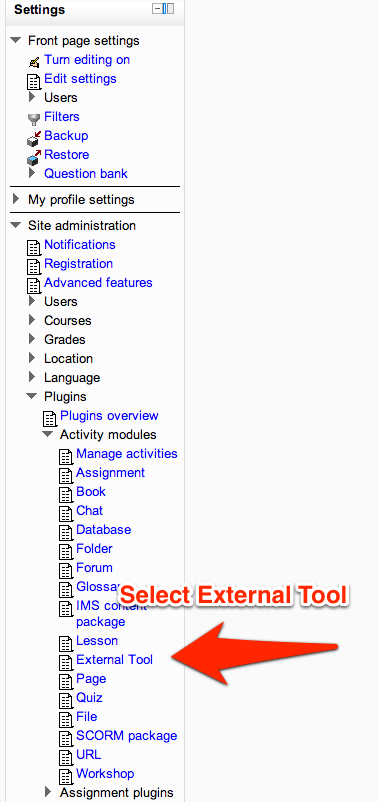 Settings
Front page settings
Turn editing on
Edit settings
Users
Filters
Backup
Restore
Question bank
My profile settings
Site administration
Notifications
Registration
Advanced features
Users
Courses
Grades
Location
Language
Plugins
Plugins overview
Activity modules
Manage activities
Assignment
Book
Chat
Database
Folder
Forum
Select External Tool
IMS content
package
Lesson
External Tool
Page
Quiz
File
SCORM package
URL
Workshop
Assignment plugins